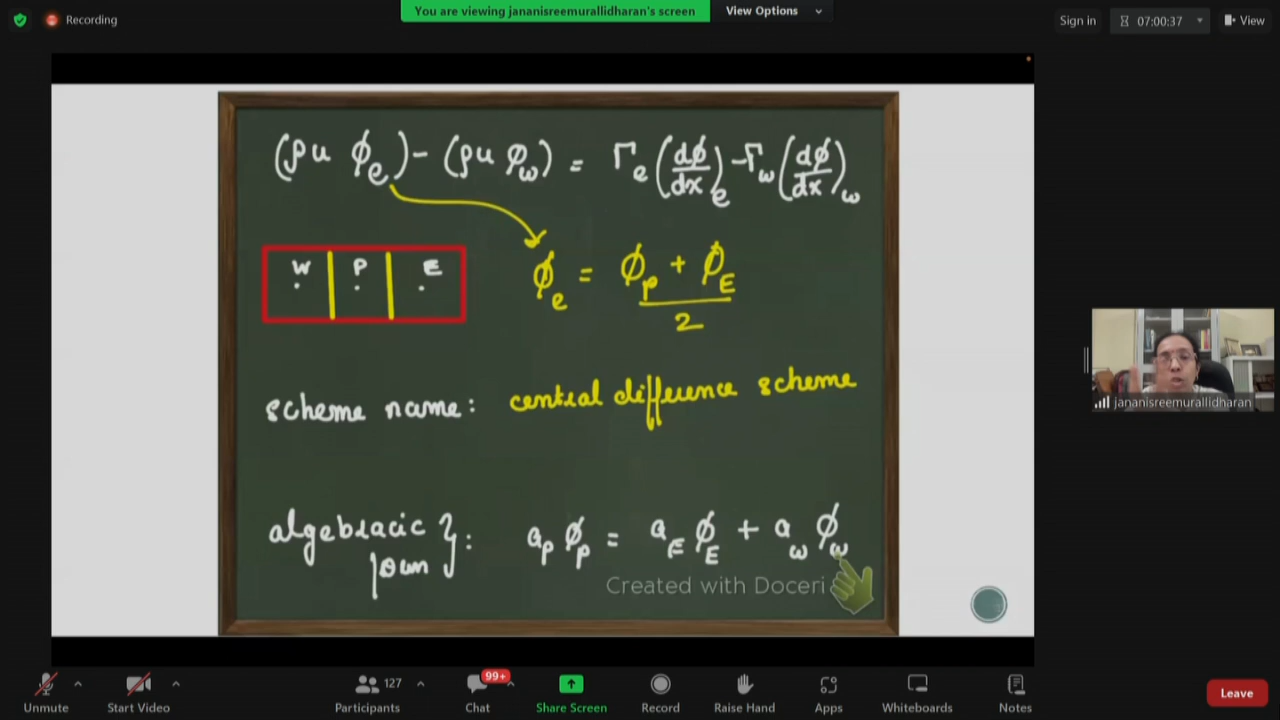 You are viewing jananisreemurallidharan's screen
View Options
Recording
Sign in
07:00:37
View
(ρu φe) - (ρu φw) = Γe (dφ/dx)e - Γw (dφ/dx)w
W P E
φe = φP + φE / 2
scheme name: central difference scheme
algebraic form }: aP φP = aE φE + aw φw
Created with Doceri
jananisreemurallidharan
Unmute
Start Video
127
Participants
99+
Chat
Share Screen
Record
Raise Hand
Apps
Whiteboards
Notes
Leave